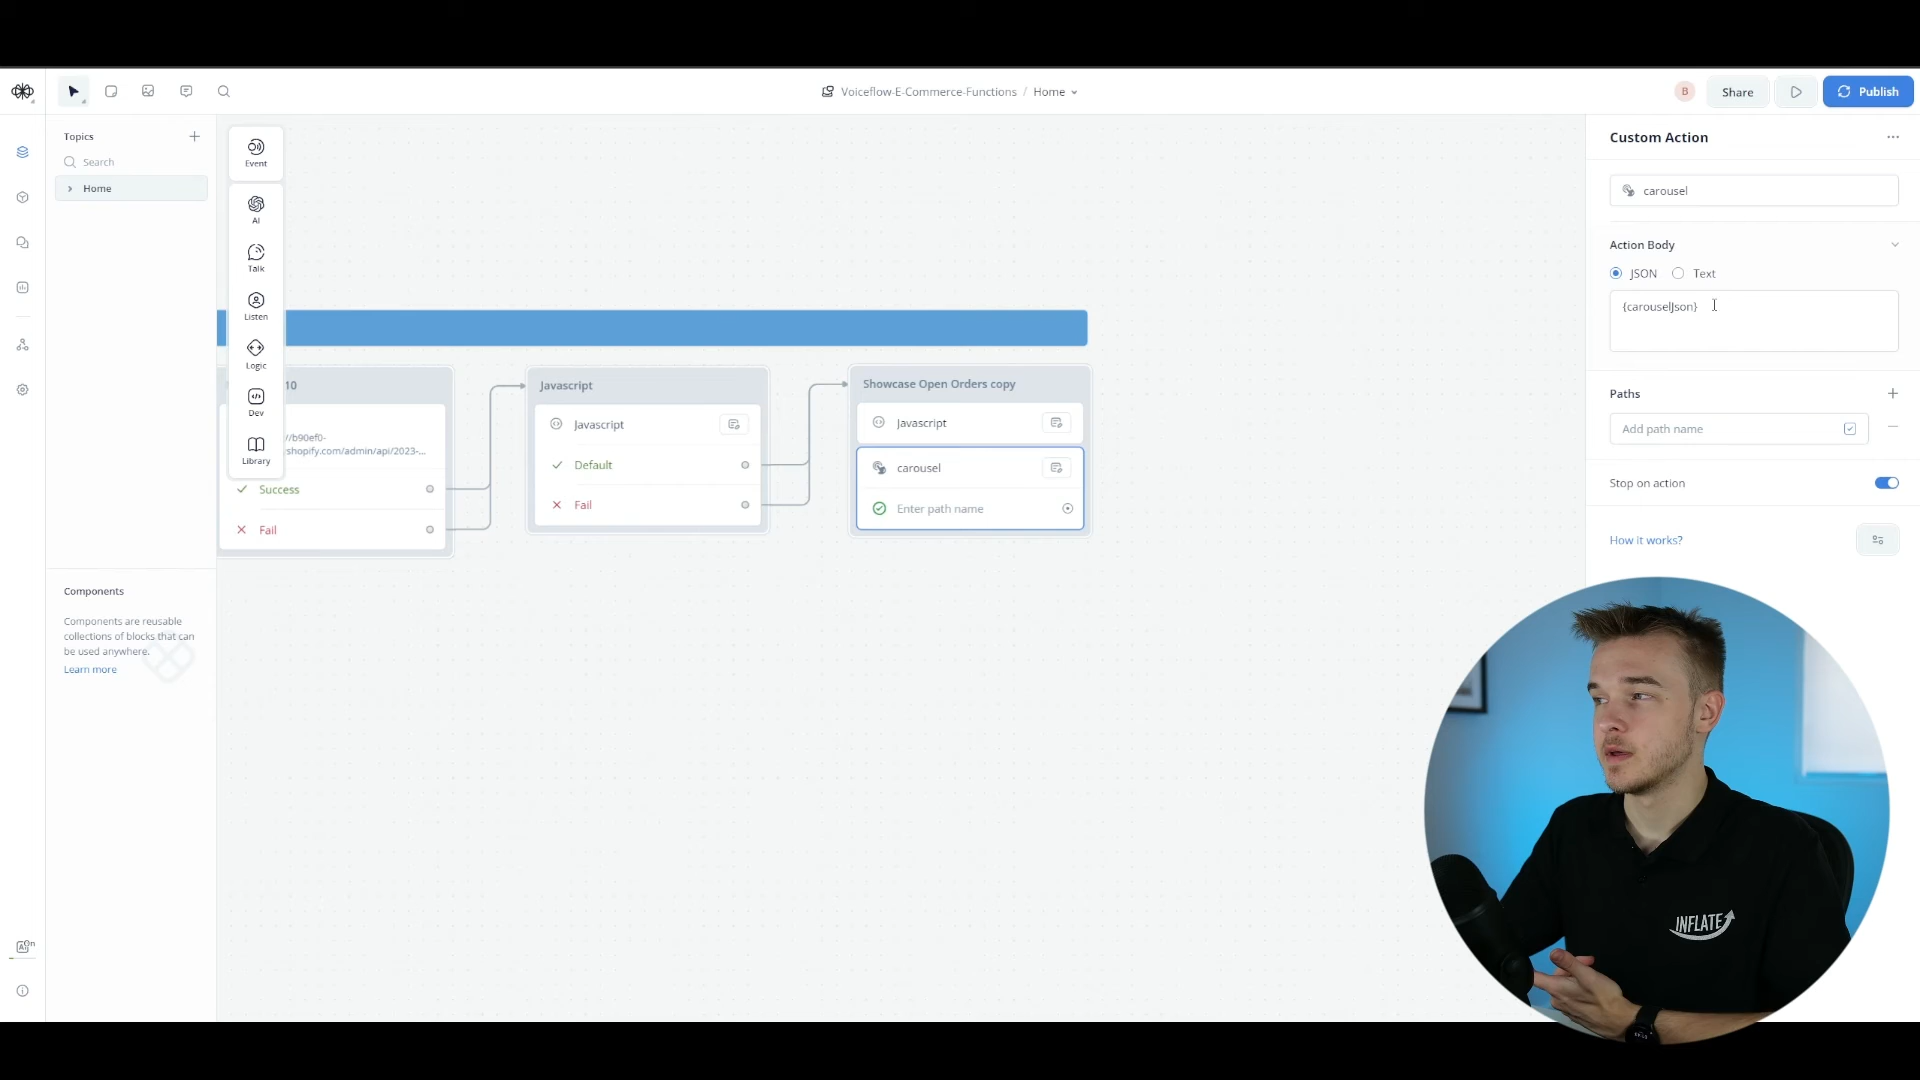 Voiceflow-E-Commerce-Functions / Home
B
Share
Publish
Topics
Search
Home
Event
AI
Talk
Listen
Logic
Dev
Library
Components
Components are reusable
collections of blocks that can
be used anywhere.
Learn more
10
//b90ef0-
shopify.com/admin/api/2023-...
Success
Fail
Javascript
Javascript
Default
Fail
Showcase Open Orders copy
Javascript
carousel
Enter path name
Custom Action
carousel
Action Body
JSON
Text
{carouselJson}
Paths
Add path name
Stop on action
How it works?
INFLATE